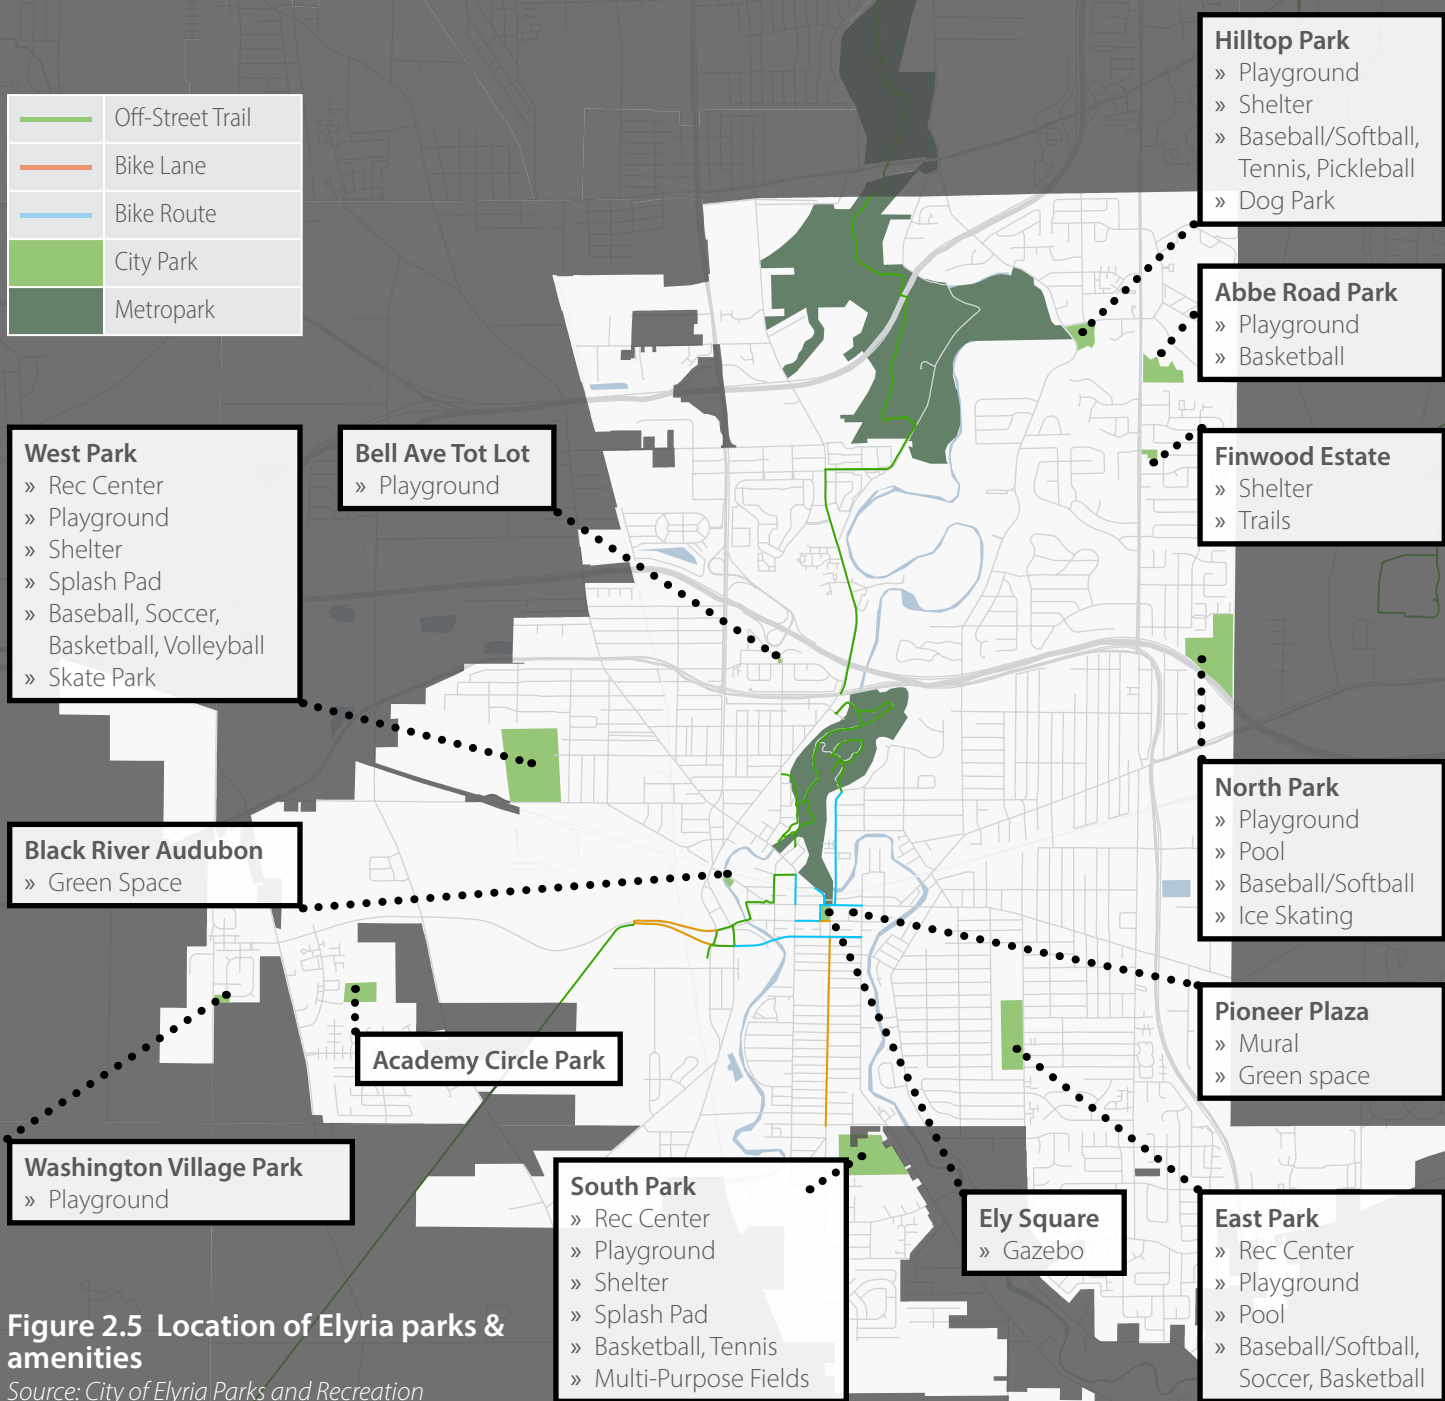 Off-Street Trail
Bike Lane
Bike Route
City Park
Metropark
Hilltop Park
» Playground
» Shelter
» Baseball/Softball,
Tennis, Pickleball
» Dog Park
Abbe Road Park
» Playground
» Basketball
Finwood Estate
» Shelter
» Trails
West Park
» Rec Center
» Playground
» Shelter
» Splash Pad
» Baseball, Soccer,
Basketball, Volleyball
» Skate Park
Bell Ave Tot Lot
» Playground
North Park
» Playground
» Pool
» Baseball/Softball
» Ice Skating
Black River Audubon
» Green Space
Pioneer Plaza
» Mural
» Green space
Academy Circle Park
Washington Village Park
» Playground
South Park
» Rec Center
» Playground
» Shelter
» Splash Pad
» Basketball, Tennis
» Multi-Purpose Fields
Ely Square
» Gazebo
East Park
» Rec Center
» Playground
» Pool
» Baseball/Softball,
Soccer, Basketball
Figure 2.5 Location of Elyria parks &
amenities
Source: City of Elyria Parks and Recreation